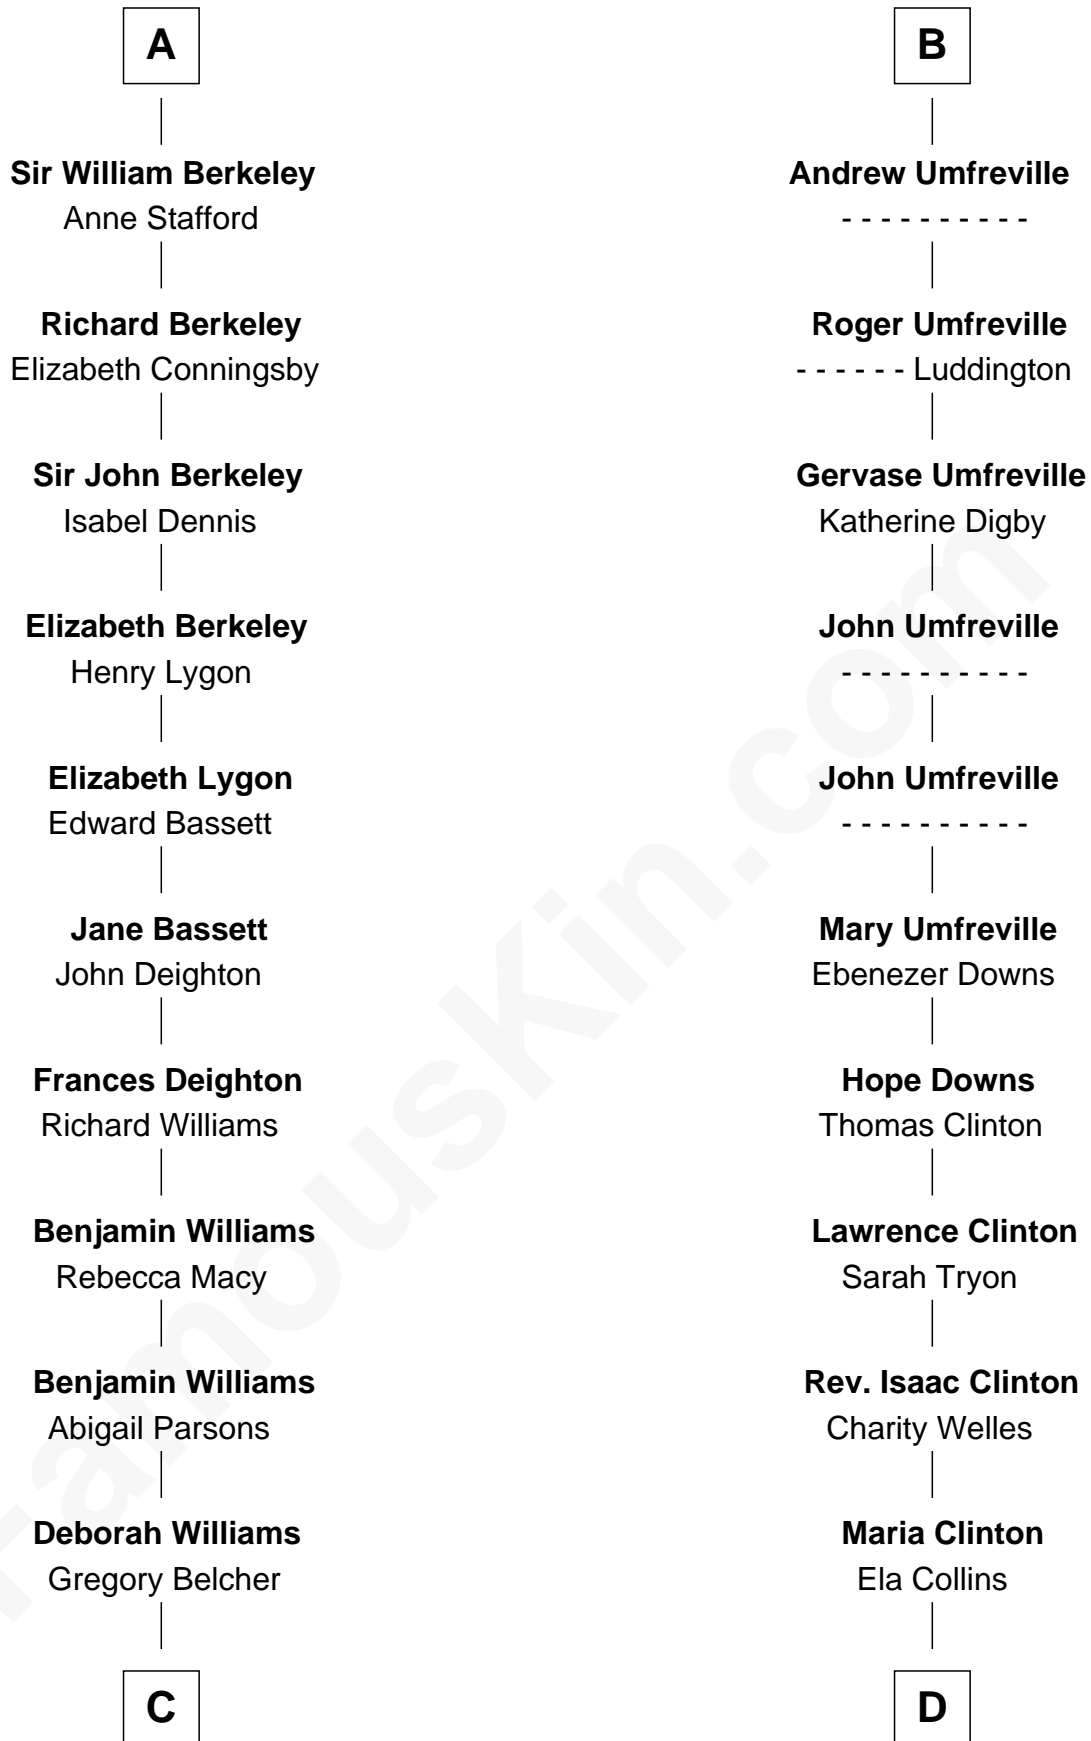 A
Sir William Berkeley
Anne Stafford
Richard Berkeley
Elizabeth Conningsby
Sir John Berkeley
Isabel Dennis
Elizabeth Berkeley
Henry Lygon
Elizabeth Lygon
Edward Bassett
Jane Bassett
John Deighton
Frances Deighton
Richard Williams
Benjamin Williams
Rebecca Macy
Benjamin Williams
Abigail Parsons
Deborah Williams
Gregory Belcher
C
B
Andrew Umfreville
- - - - - - - - - -
Roger Umfreville
- - - - - - Luddington
Gervase Umfreville
Katherine Digby
John Umfreville
- - - - - - - - - -
John Umfreville
- - - - - - - - - -
Mary Umfreville
Ebenezer Downs
Hope Downs
Thomas Clinton
Lawrence Clinton
Sarah Tryon
Rev. Isaac Clinton
Charity Welles
Maria Clinton
Ela Collins
D
FamousKin.com